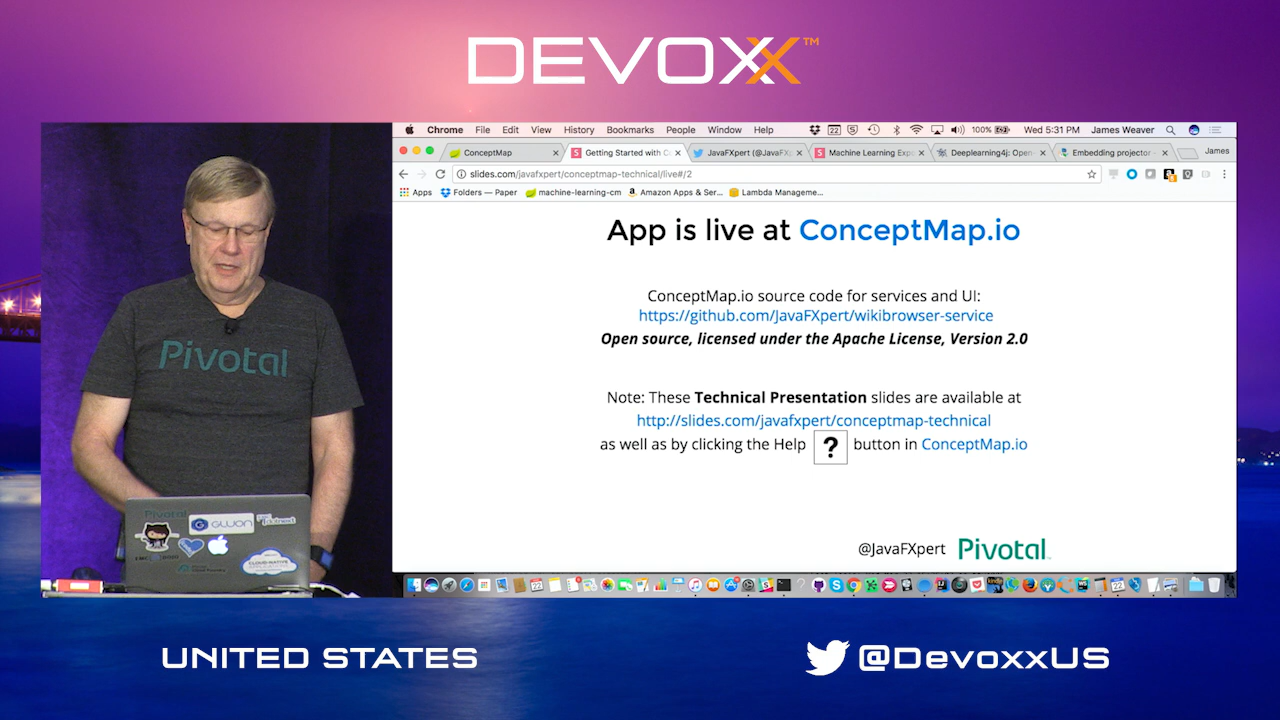 DEVOXX™
Chrome File Edit View History Bookmarks People Window Help 22 100% Wed 5:31 PM James Weaver
ConceptMap Getting Started with C JavaFXpert (@JavaFX Machine Learning Exp Deeplearning4j: Open- Embedding projector - James
slides.com/javafxpert/conceptmap-technical/live#/2
Apps Folders — Paper machine-learning-cm Amazon Apps & Ser... Lambda Manageme...
App is live at ConceptMap.io
ConceptMap.io source code for services and UI:
https://github.com/JavaFXpert/wikibrowser-service
Open source, licensed under the Apache License, Version 2.0
Note: These Technical Presentation slides are available at
http://slides.com/javafxpert/conceptmap-technical
as well as by clicking the Help ? button in ConceptMap.io
@JavaFXpert Pivotal
Pivotal
Pivotal
GLUON
CLOUD-NATIVE
UNITED STATES
@DevoxxUS